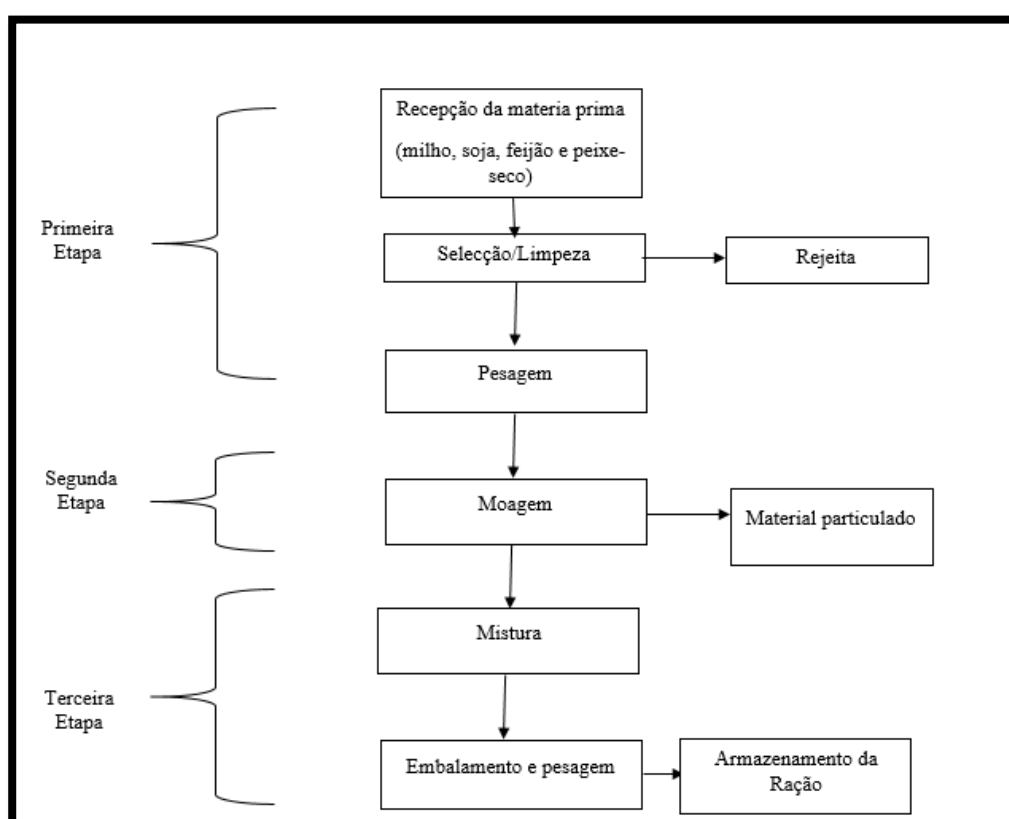 Recepção da materia prima
(milho, soja, feijão e peixe-
seco)
Primeira
Etapa
Selecção/Limpeza
Rejeita
Pesagem
Segunda
Etapa
Moagem
Material particulado
Mistura
Terceira
Etapa
Embalamento e pesagem
Armazenamento da
Ração